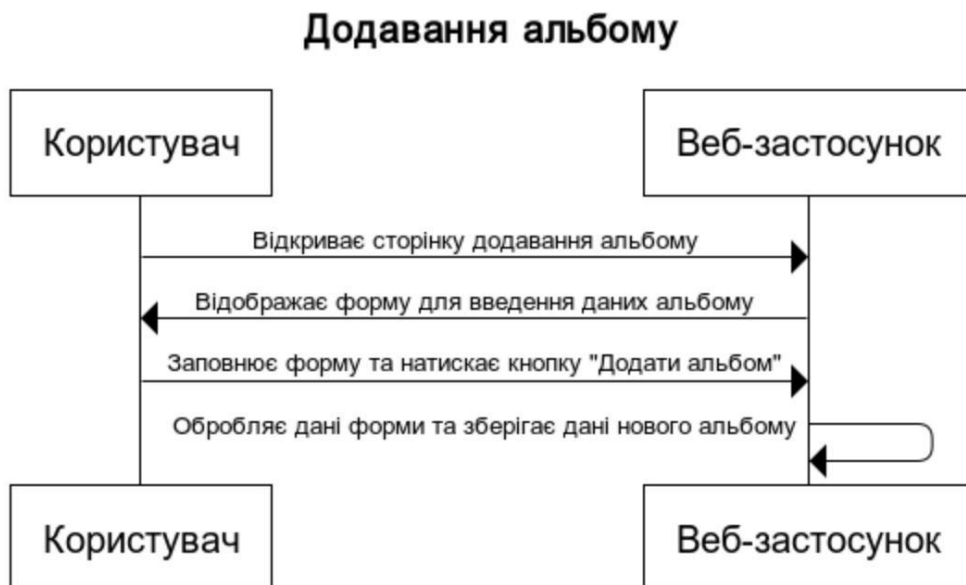 Додавання альбому
Користувач
Веб-застосунок
Відкриває сторінку додавання альбому
Відображає форму для введення даних альбому
Заповнює форму та натискає кнопку "Додати альбом"
Обробляє дані форми та зберігає дані нового альбому
Користувач
Веб-застосунок